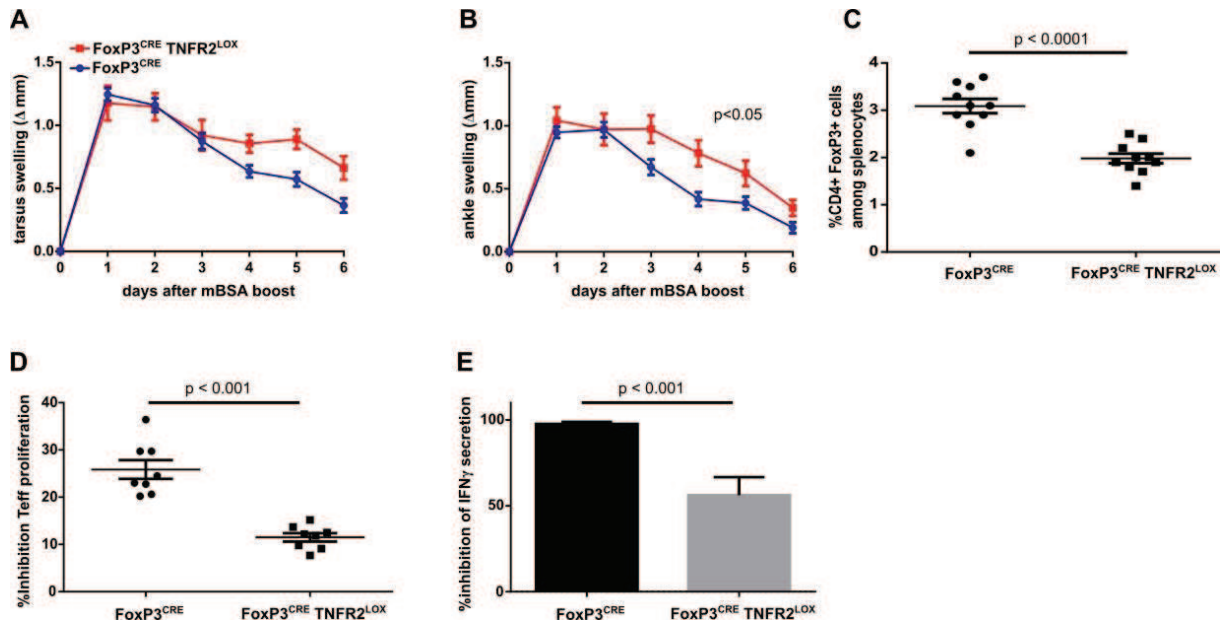 A
FoxP3CRE TNFR2LOX
FoxP3CRE
tarsus swelling (Δ mm)
1.5
1.0
0.5
0.0
0 1 2 3 4 5 6
days after mBSA boost
B
ankle swelling (Δmm)
1.5
1.0
0.5
0.0
p<0.05
0 1 2 3 4 5 6
days after mBSA boost
C
p < 0.0001
%CD4+ FoxP3+ cells
among splenocytes
4
3
2
1
0
FoxP3CRE FoxP3CRE TNFR2LOX
D
p < 0.001
%Inhibition Teff proliferation
40
30
20
10
0
FoxP3CRE FoxP3CRE TNFR2LOX
E
p < 0.001
%inhibition of IFNγ secretion
100
50
0
FoxP3CRE FoxP3CRE TNFR2LOX